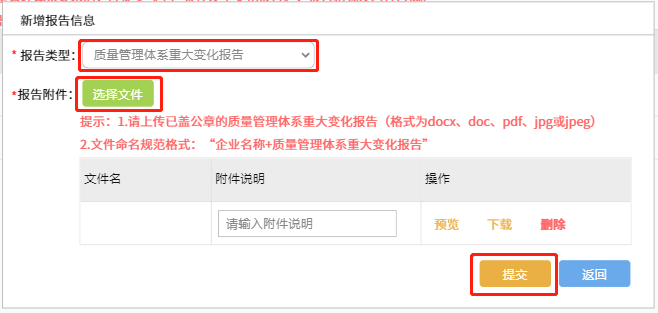 新增报告信息
* 报告类型： 质量管理体系重大变化报告
*报告附件： 选择文件
提示：1.请上传已盖公章的质量管理体系重大变化报告（格式为docx、doc、pdf、jpg或jpeg）
2.文件命名规范格式：“企业名称+质量管理体系重大变化报告”
文件名 附件说明 操作
请输入附件说明 预览 下载 删除
提交 返回